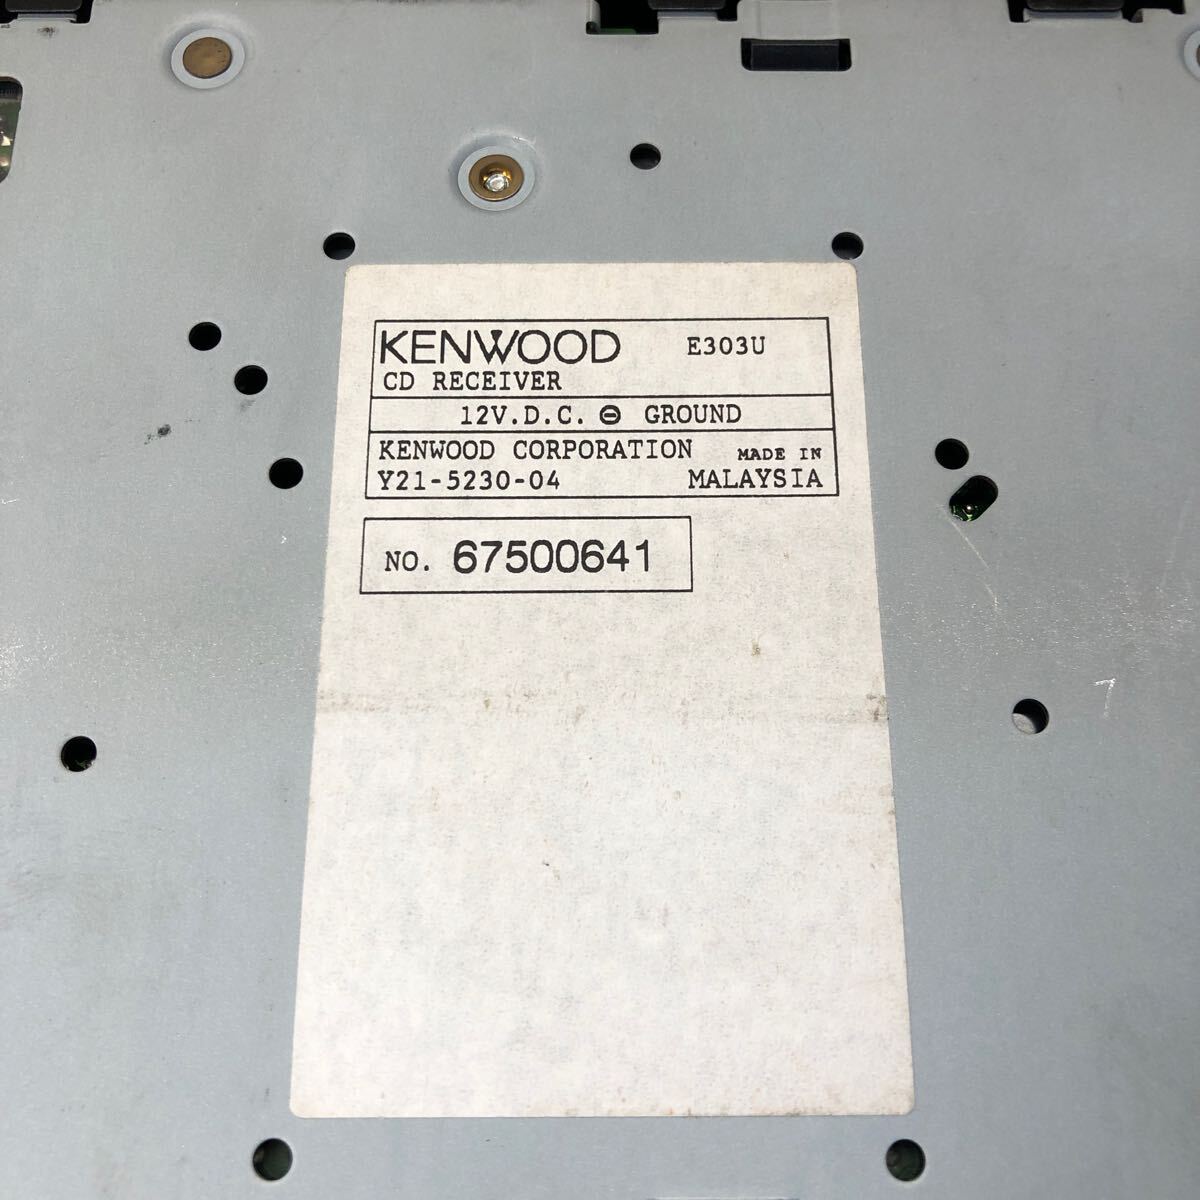 KENWOOD E303U
CD RECEIVER
12V.D.C. ⊖ GROUND
KENWOOD CORPORATION MADE IN
Y21-5230-04 MALAYSIA
NO. 67500641